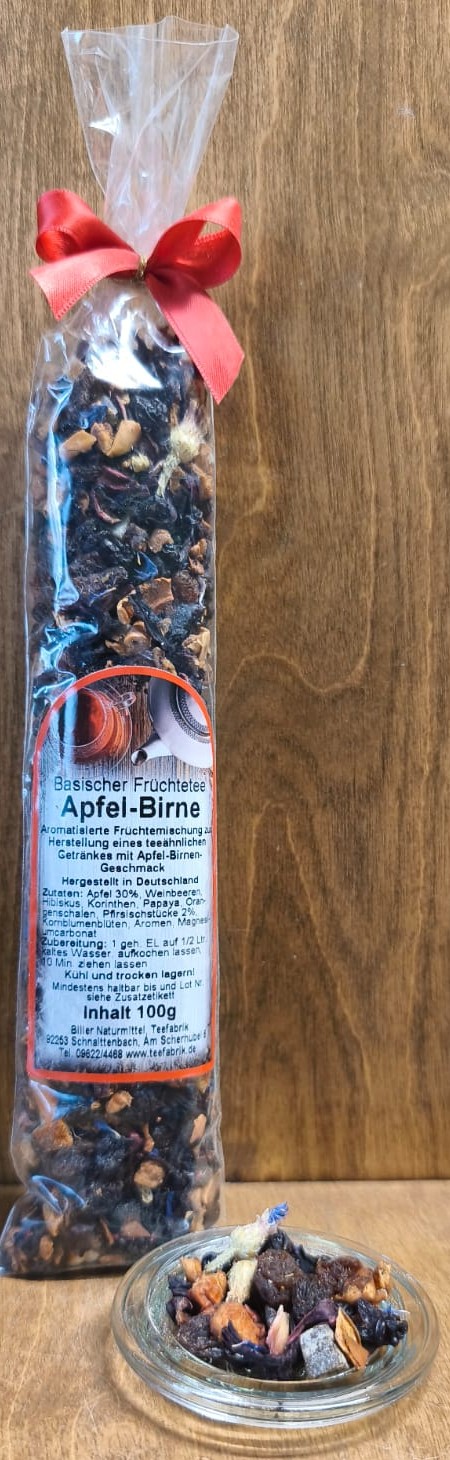 Basischer Früchtetee
Apfel-Birne
Aromatisierte Früchtemischung zur
Herstellung eines teeähnlichen
Getränkes mit Apfel-Birnen-
Geschmack
Hergestellt in Deutschland
Zutaten: Apfel 30%, Weinbeeren,
Hibiskus, Korinthen, Papaya, Oran-
genschalen, Pfirsichstücke 2%,
Kornblumenblüten, Aromen, Magnesi-
umcarbonat
Zubereitung: 1 geh. EL auf 1/2 Ltr.
kaltes Wasser, aufkochen lassen,
10 Min. ziehen lassen
Kühl und trocken lagern!
Mindestens haltbar bis und Lot Nr.
siehe Zusatzetikett
Inhalt 100g
Biller Naturmittel, Teefabrik
92253 Schnaittenbach, Am Scherhübel 8
Tel. 09622/4468 www.teefabrik.de